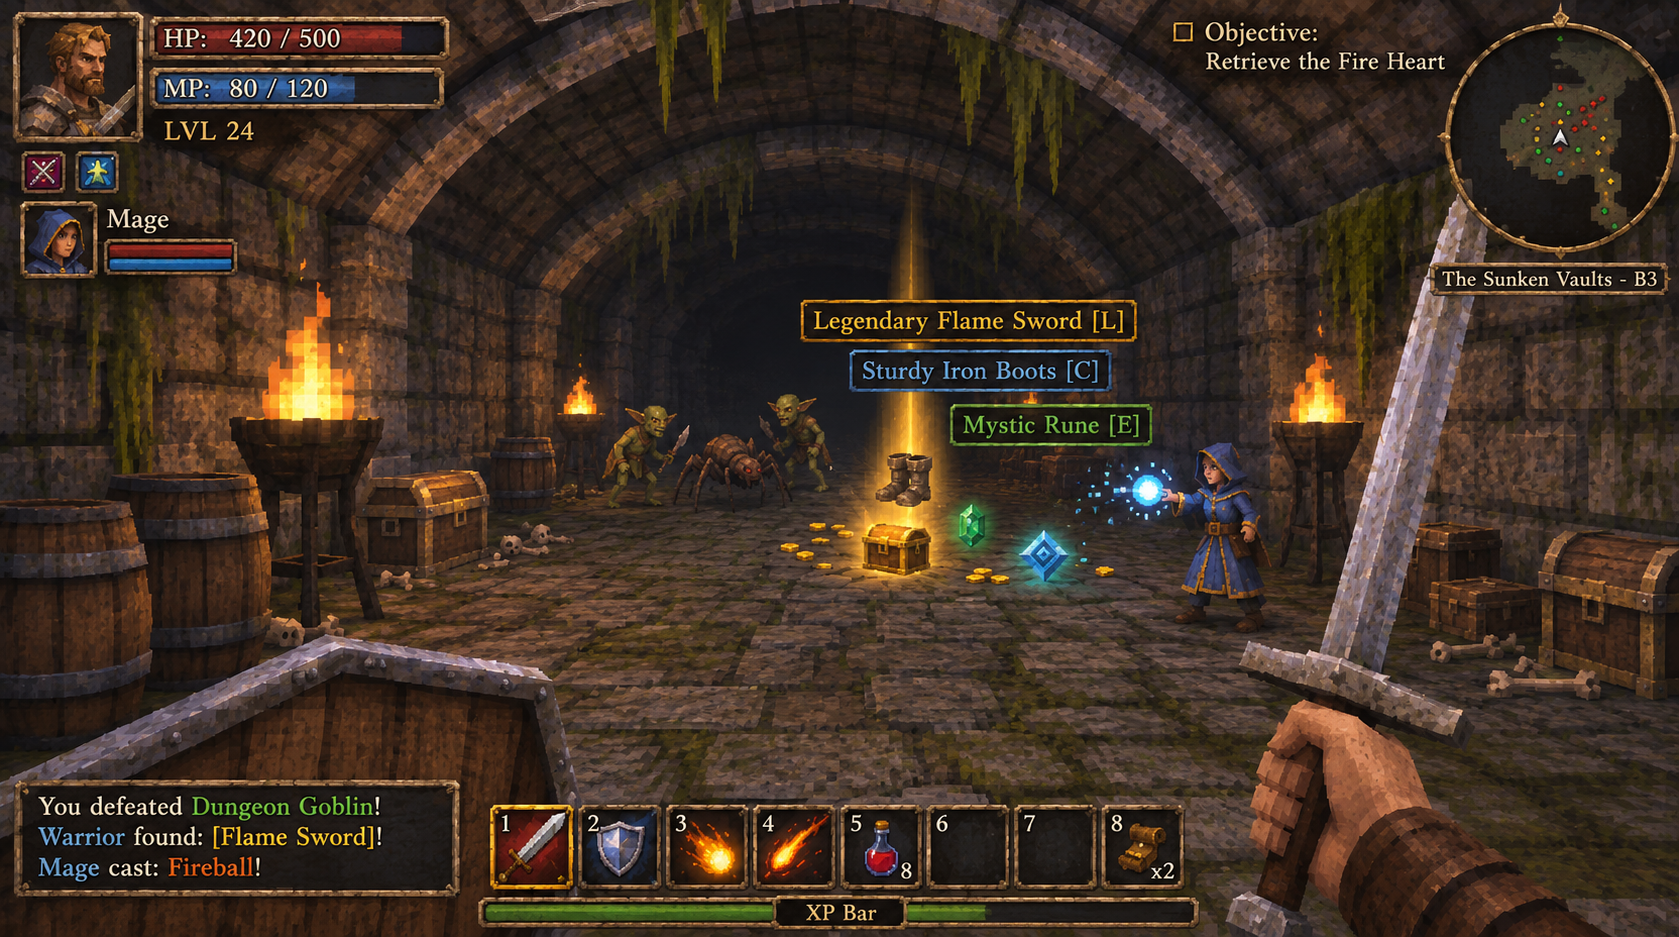 HP: 420 / 500
MP: 80 / 120
LVL 24
Mage
Objective:
Retrieve the Fire Heart
The Sunken Vaults - B3
Legendary Flame Sword [L]
Sturdy Iron Boots [C]
Mystic Rune [E]
You defeated Dungeon Goblin!
Warrior found: [Flame Sword]!
Mage cast: Fireball!
1
2
3
4
5
8
6
7
8
x2
XP Bar